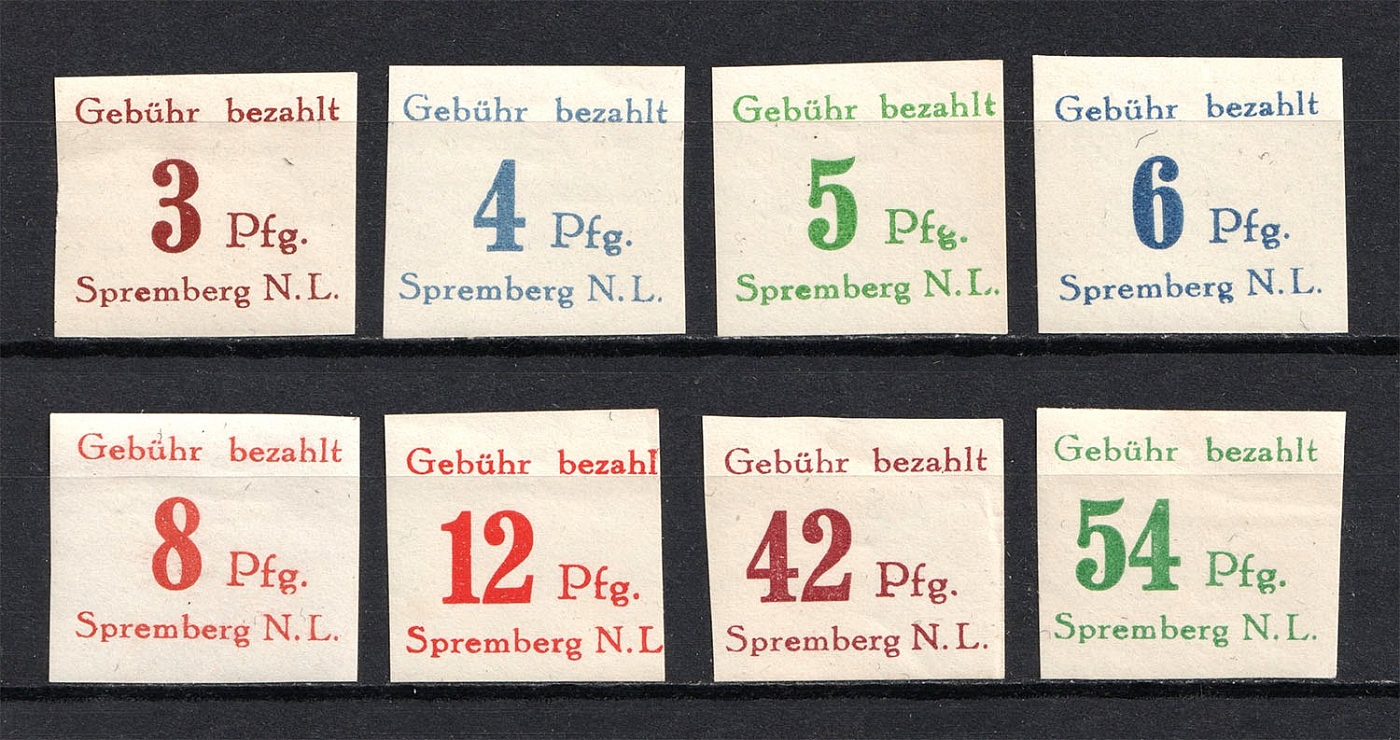 Gebühr bezahlt
3 Pfg.
Spremberg N.L.
Gebühr bezahlt
4 Pfg.
Spremberg N.L.
Gebühr bezahlt
5 Pfg.
Spremberg N.L.
Gebühr bezahlt
6 Pfg.
Spremberg N.L.
Gebühr bezahlt
8 Pfg.
Spremberg N.L.
Gebühr bezahl
12 Pfg.
Spremberg N.L
Gebühr bezahlt
42 Pfg.
Spremberg N.L.
Gebühr bezahlt
54 Pfg.
Spremberg N.L.